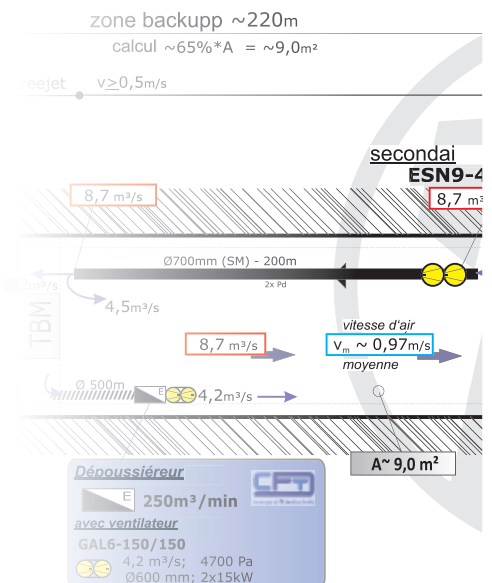 zone backupp ~220m
calcul ~65%*A = ~9,0m²
reejet v≥0,5m/s
secondai
ESN9-4
8,7 m³/s
8,7 m³
Ø700mm (SM) - 200m
2x Pd
2m³/s
4,5m³/s
TBM
vitesse d'air
8,7 m³/s
vₘ ~ 0,97m/s
moyenne
Ø 500m
E
4,2m³/s
A~ 9,0 m²
Dépoussiéreur
CFT
E
250m³/min
avec ventilateur
GAL6-150/150
4,2 m³/s; 4700 Pa
Ø600 mm; 2x15kW